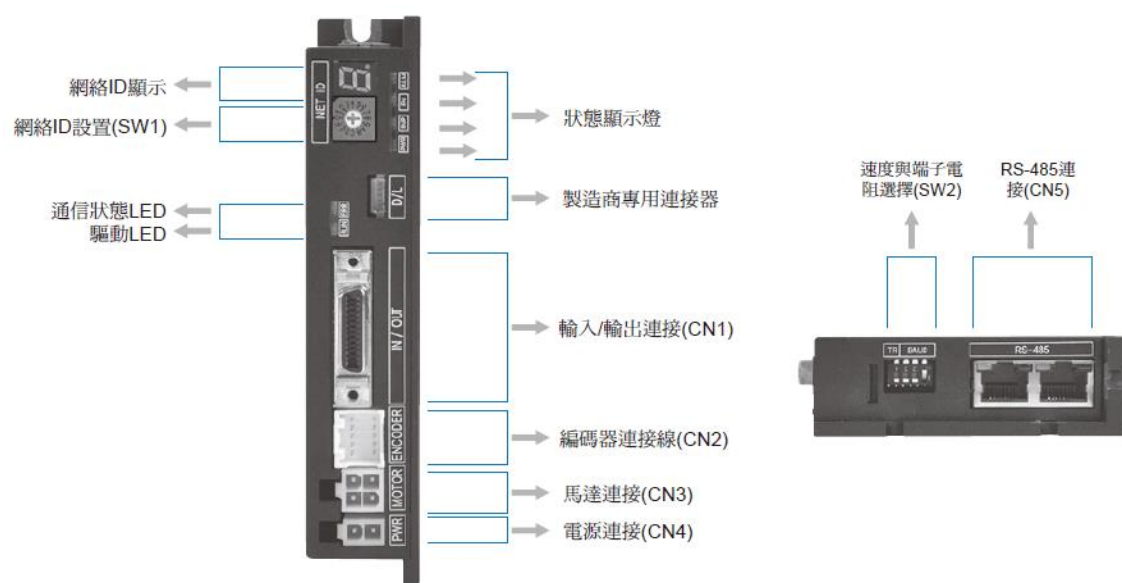 網絡ID顯示
網絡ID設置(SW1)
通信狀態LED
驅動LED
NET ID
ALM
IN
PWR
D/L
IN / OUT
ENCODER
MOTOR
PWR
狀態顯示燈
製造商專用連接器
輸入/輸出連接(CN1)
編碼器連接線(CN2)
馬達連接(CN3)
電源連接(CN4)
速度與端子電
阻選擇(SW2)
RS-485連
接(CN5)
TR
BAUD
RS-485